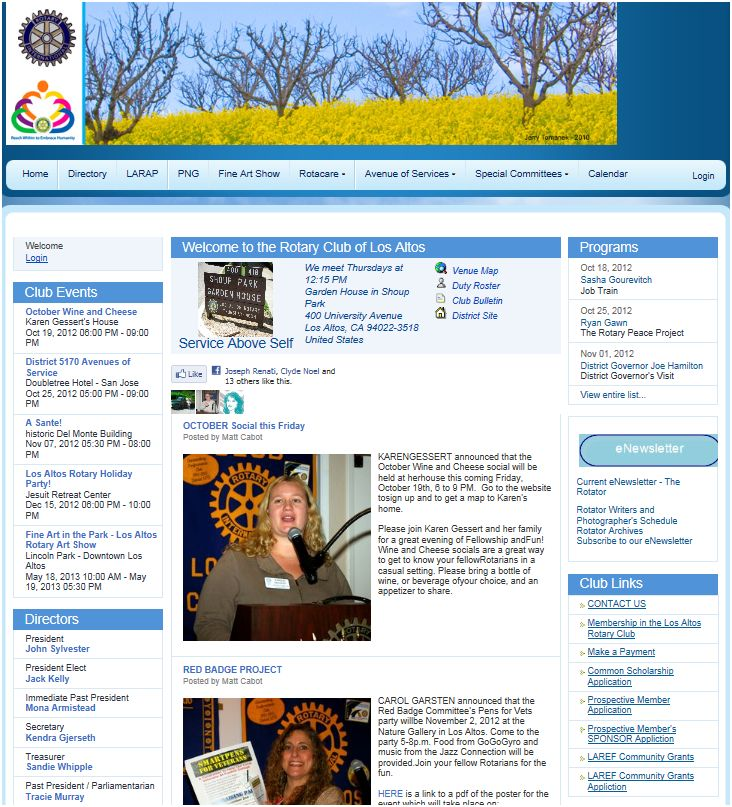 ROTARY
INTERNATIONAL
Reach Within to Embrace Humanity
Jerry Tomanek - 2010
Home
Directory
LARAP
PNG
Fine Art Show
Rotacare
Avenue of Services
Special Committees
Calendar
Login
Welcome
Login
Club Events
October Wine and Cheese
Karen Gessert's House
Oct 19, 2012 06:00 PM - 09:00
PM
District 5170 Avenues of
Service
Doubletree Hotel - San Jose
Oct 25, 2012 05:00 PM - 09:00
PM
A Sante!
historic Del Monte Building
Nov 07, 2012 05:30 PM - 08:00
PM
Los Altos Rotary Holiday
Party!
Jesuit Retreat Center
Dec 15, 2012 06:00 PM - 10:00
PM
Fine Art in the Park - Los Altos
Rotary Art Show
Lincoln Park - Downtown Los
Altos
May 18, 2013 10:00 AM - May
19, 2013 05:30 PM
Directors
President
John Sylvester
President Elect
Jack Kelly
Immediate Past President
Mona Armistead
Secretary
Kendra Gjerseth
Treasurer
Sandie Whipple
Past President / Parliamentarian
Tracie Murray
Welcome to the Rotary Club of Los Altos
400 418
SHOUP PARK
GARDEN HOUSE
LOS ALTOS ROTARY
Service Above Self
We meet Thursdays at
12:15 PM
Garden House in Shoup
Park
400 University Avenue
Los Altos, CA 94022-3518
United States
Venue Map
Duty Roster
Club Bulletin
District Site
Like
Joseph Renati, Clyde Noel and
13 others like this.
OCTOBER Social this Friday
Posted by Matt Cabot
KARENGESSERT announced that the
October Wine and Cheese social will be
held at herhouse this coming Friday,
October 19th, 6 to 9 PM. Go to the website
tosign up and to get a map to Karen's
home.
Please join Karen Gessert and her family
for a great evening of Fellowship andFun!
Wine and Cheese socials are a great way
to get to know your fellowRotarians in a
casual setting. Please bring a bottle of
wine, or beverage ofyour choice, and an
appetizer to share.
RED BADGE PROJECT
Posted by Matt Cabot
SMARTPENS
FOR VETERANS
CAROL GARSTEN announced that the
Red Badge Committee's Pens for Vets
party willbe November 2, 2012 at the
Nature Gallery in Los Altos. Come to the
party 5-8p.m. Food from GoGoGyro and
music from the Jazz Connection will be
provided.Join your fellow Rotarians for the
fun.
HERE is a link to a pdf of the poster for the
event which will take place on:
Programs
Oct 18, 2012
Sasha Gourevitch
Job Train
Oct 25, 2012
Ryan Gawn
The Rotary Peace Project
Nov 01, 2012
District Governor Joe Hamilton
District Governor's Visit
View entire list...
eNewsletter
Current eNewsletter - The
Rotator
Rotator Writers and
Photographer's Schedule
Rotator Archives
Subscribe to our eNewsletter
Club Links
CONTACT US
Membership in the Los Altos
Rotary Club
Make a Payment
Common Scholarship
Application
Prospective Member
Application
Prospective Member's
SPONSOR Appliction
LAREF Community Grants
LAREF Community Grants
Appliction